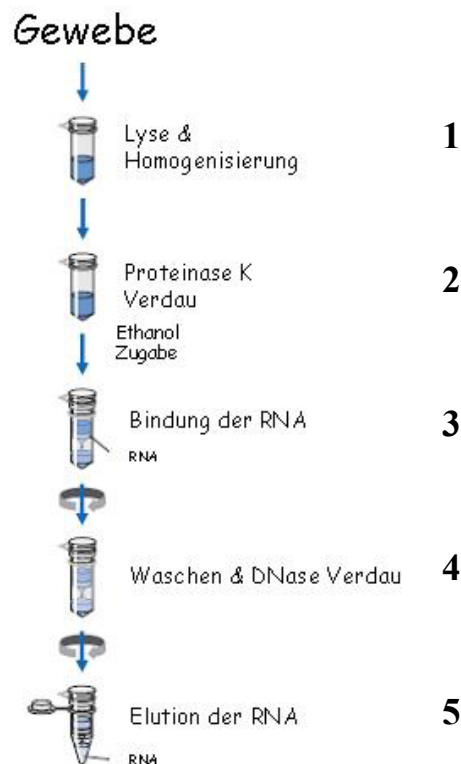 Gewebe
Lyse &
Homogenisierung
1
Proteinase K
Verdau
2
Ethanol
Zugabe
Bindung der RNA
3
RNA
Waschen & DNase Verdau
4
Elution der RNA
5
RNA